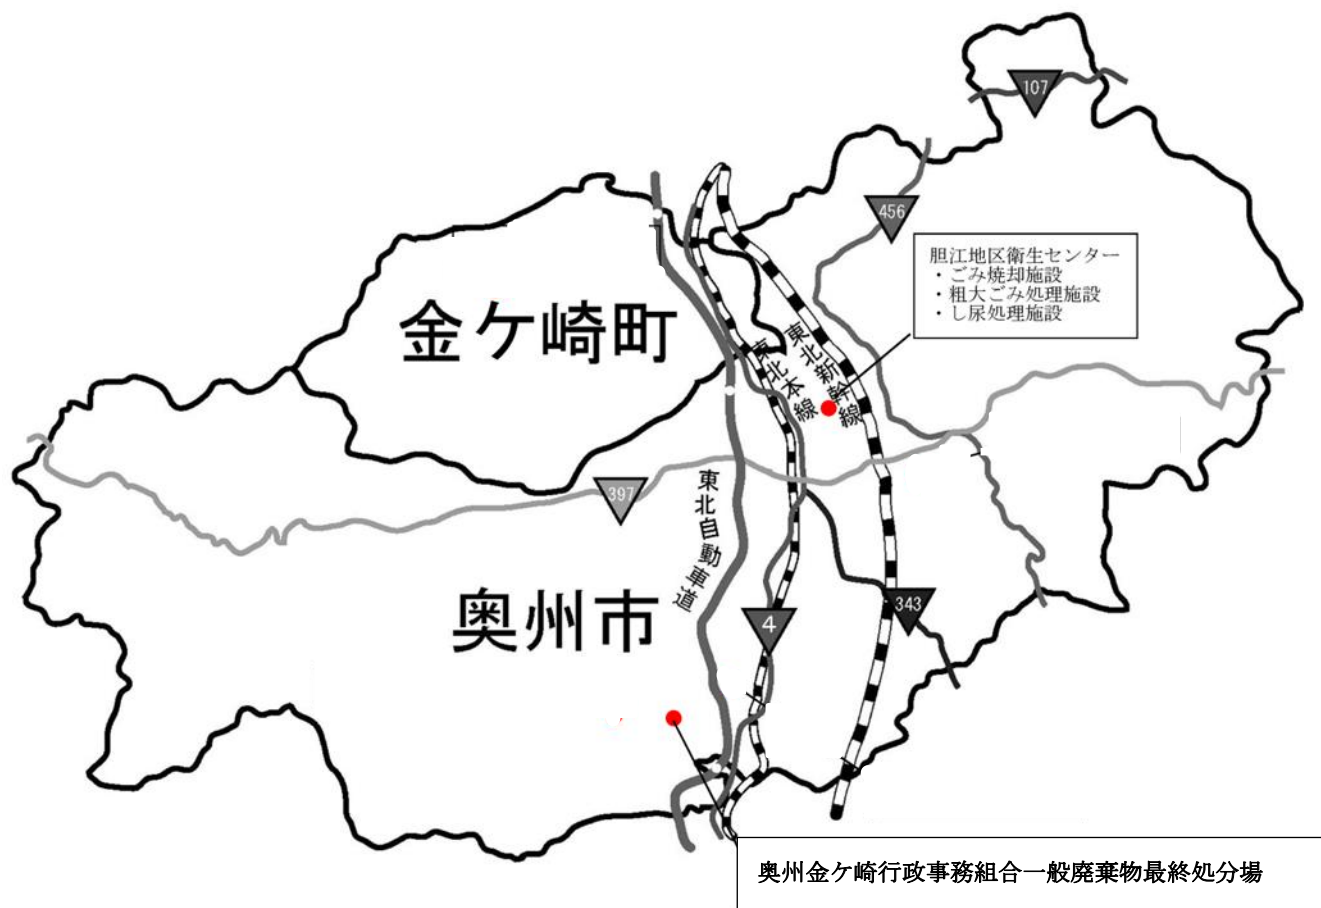 107
456
胆江地区衛生センター
・ごみ焼却施設
・粗大ごみ処理施設
・し尿処理施設
金ケ崎町
東北本線
東北新幹線
397
東北自動車道
奥州市
4
343
奥州金ケ崎行政事務組合一般廃棄物最終処分場